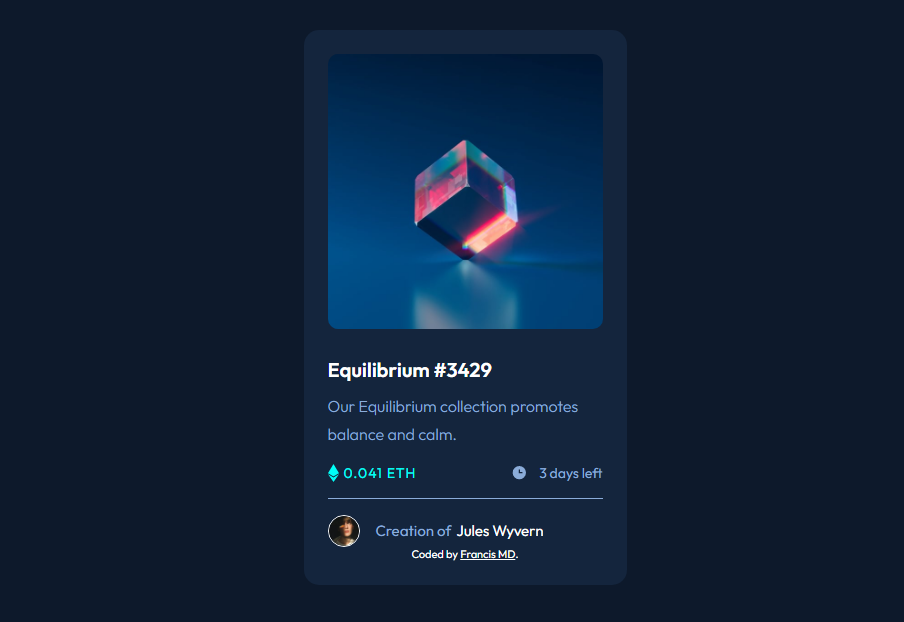 Equilibrium #3429
Our Equilibrium collection promotes
balance and calm.
0.041 ETH 3 days left
Creation of Jules Wyvern
Coded by Francis MD.